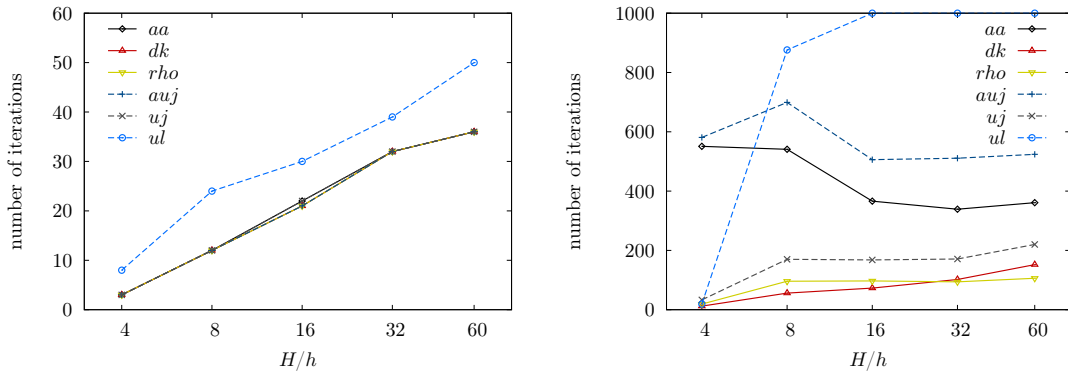 number of iterations
60
50
40
30
20
10
0
aa
dk
rho
auj
uj
ul
4 8 16 32 60
H/h
number of iterations
1000
800
600
400
200
0
aa
dk
rho
auj
uj
ul
4 8 16 32 60
H/h